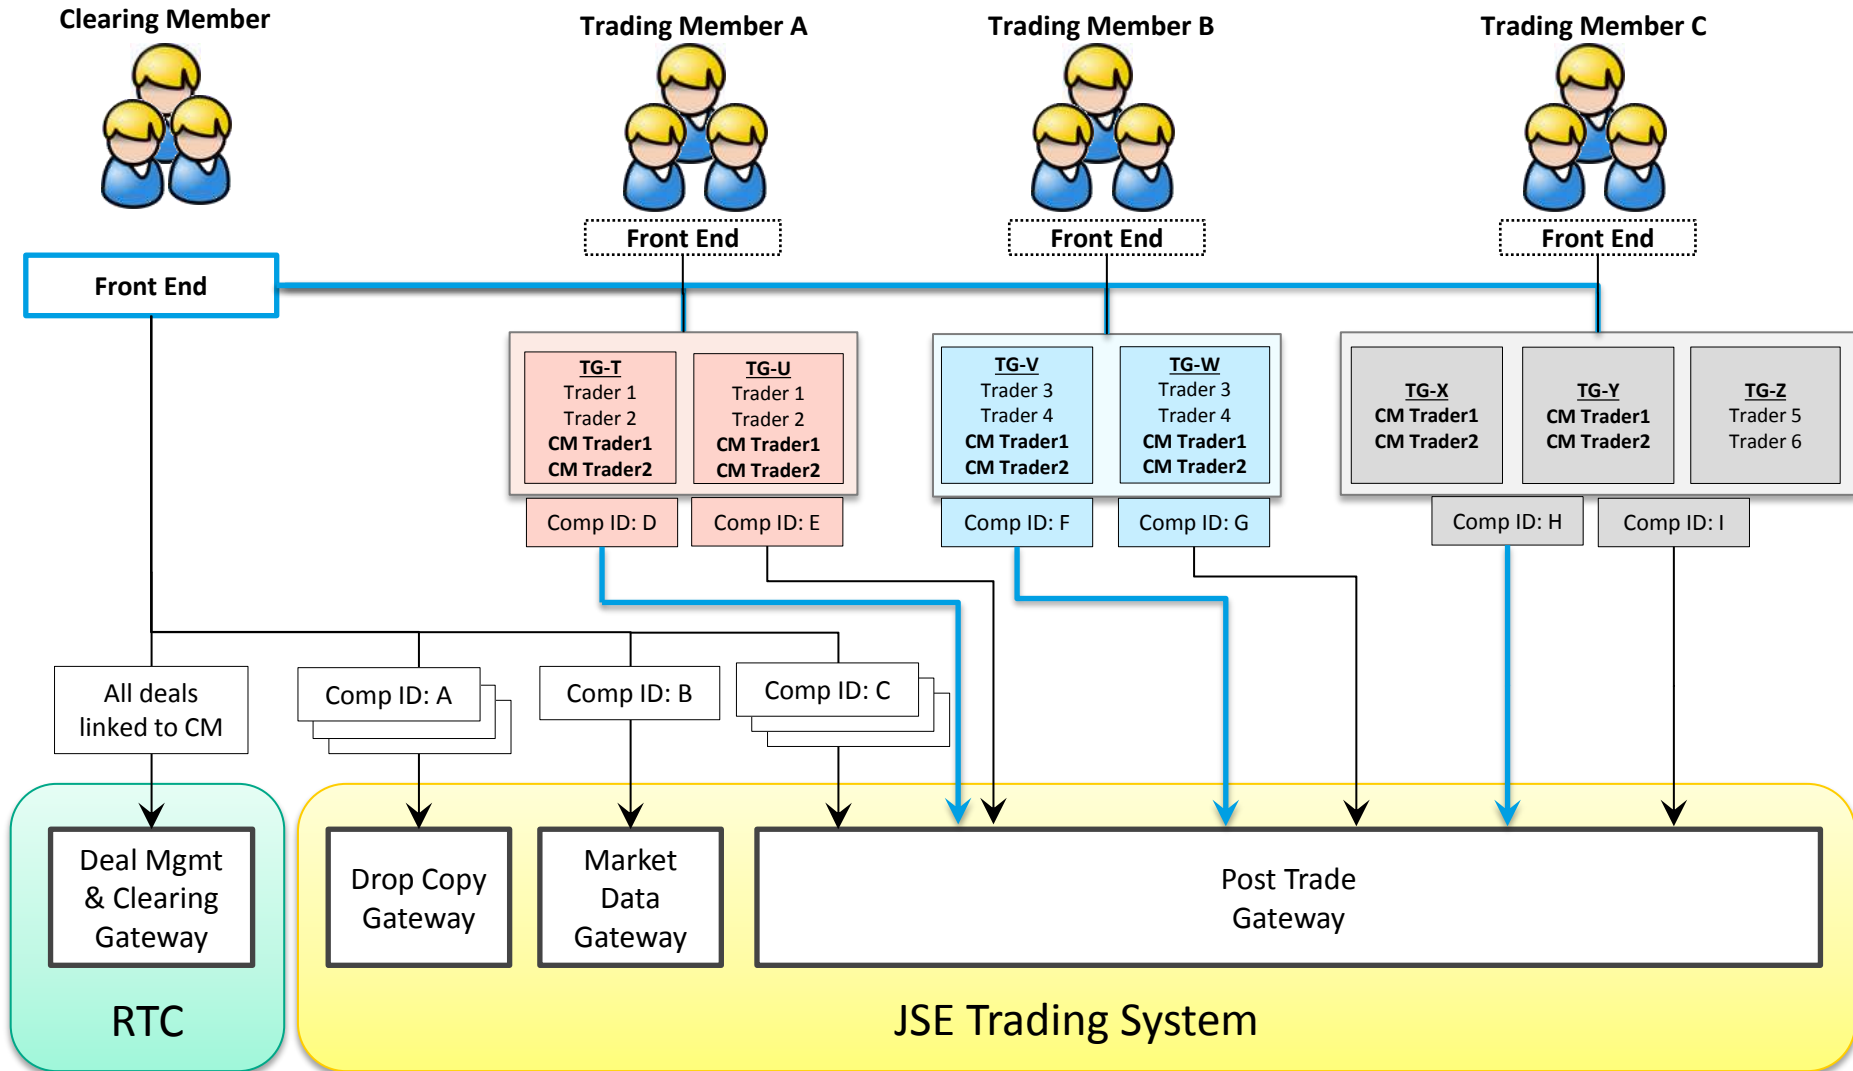 Clearing Member
Trading Member A
Trading Member B
Trading Member C
Front End
Front End
Front End
Front End
TG-T
Trader 1
Trader 2
CM Trader1
CM Trader2
TG-U
Trader 1
Trader 2
CM Trader1
CM Trader2
TG-V
Trader 3
Trader 4
CM Trader1
CM Trader2
TG-W
Trader 3
Trader 4
CM Trader1
CM Trader2
TG-X
CM Trader1
CM Trader2
TG-Y
CM Trader1
CM Trader2
TG-Z
Trader 5
Trader 6
Comp ID: D
Comp ID: E
Comp ID: F
Comp ID: G
Comp ID: H
Comp ID: I
All deals
linked to CM
Comp ID: A
Comp ID: B
Comp ID: C
Deal Mgmt
& Clearing
Gateway
Drop Copy
Gateway
Market
Data
Gateway
Post Trade
Gateway
RTC
JSE Trading System